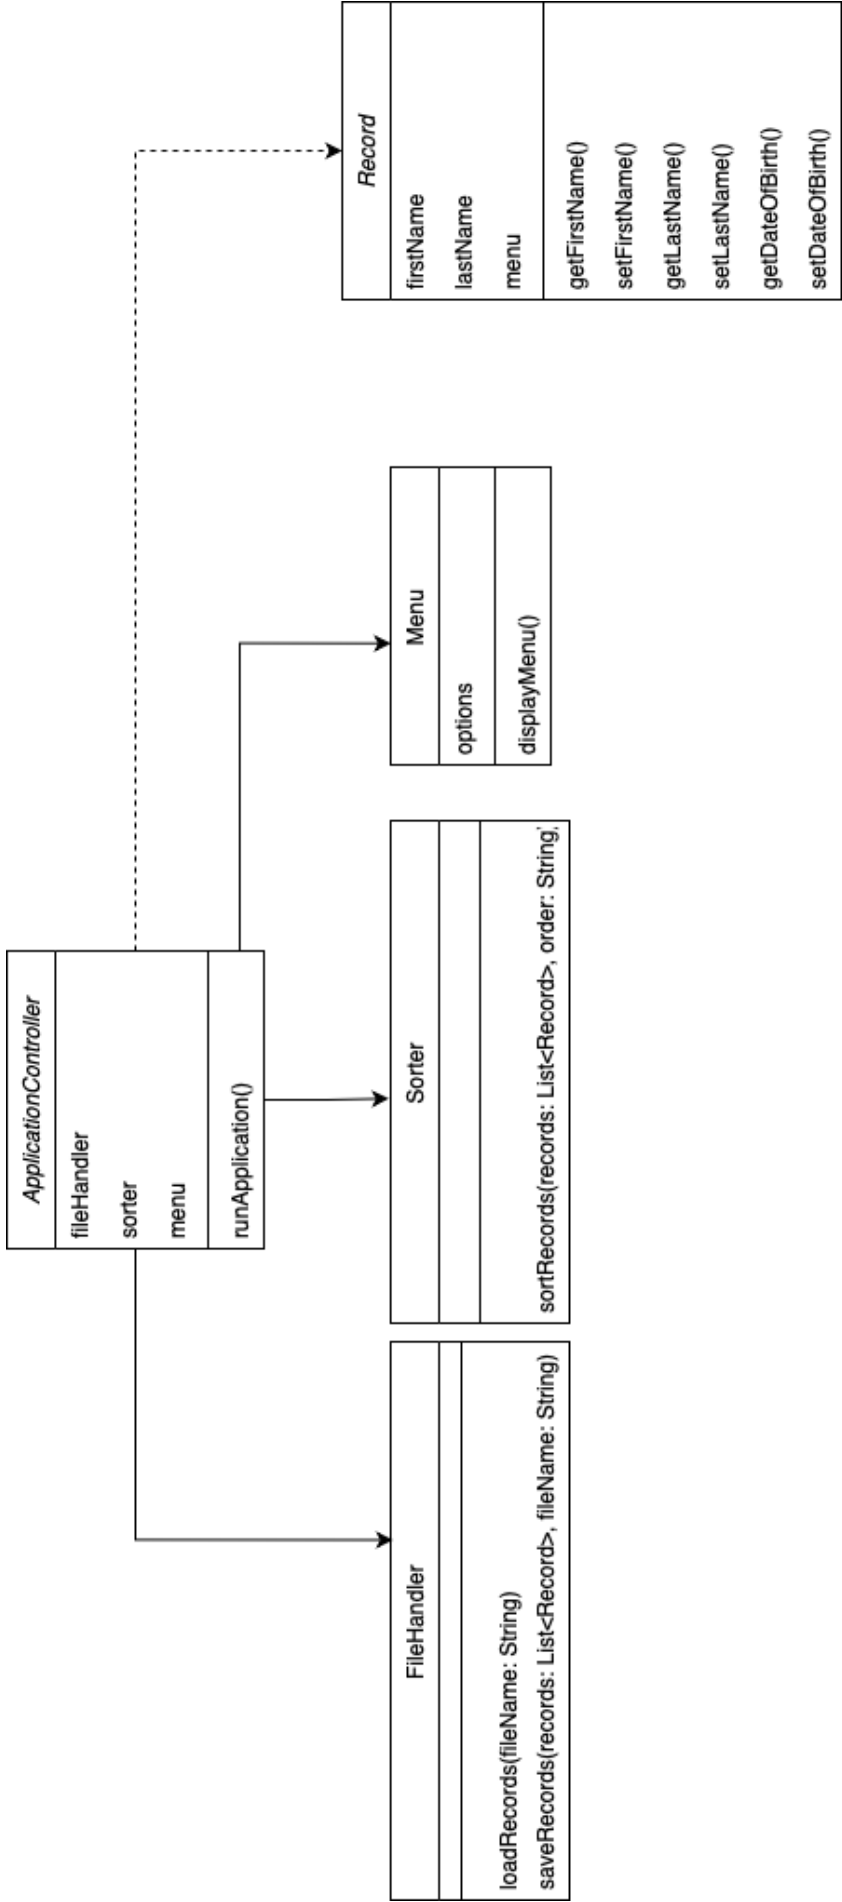 ApplicationController
fileHandler
sorter
menu
runApplication()
FileHandler
loadRecords(fileName: String)
saveRecords(records: List<Record>, fileName: String)
Sorter
sortRecords(records: List<Record>, order: String)
Menu
options
displayMenu()
Record
firstName
lastName
menu
getFirstName()
setFirstName()
getLastName()
setLastName()
getDateOfBirth()
setDateOfBirth()